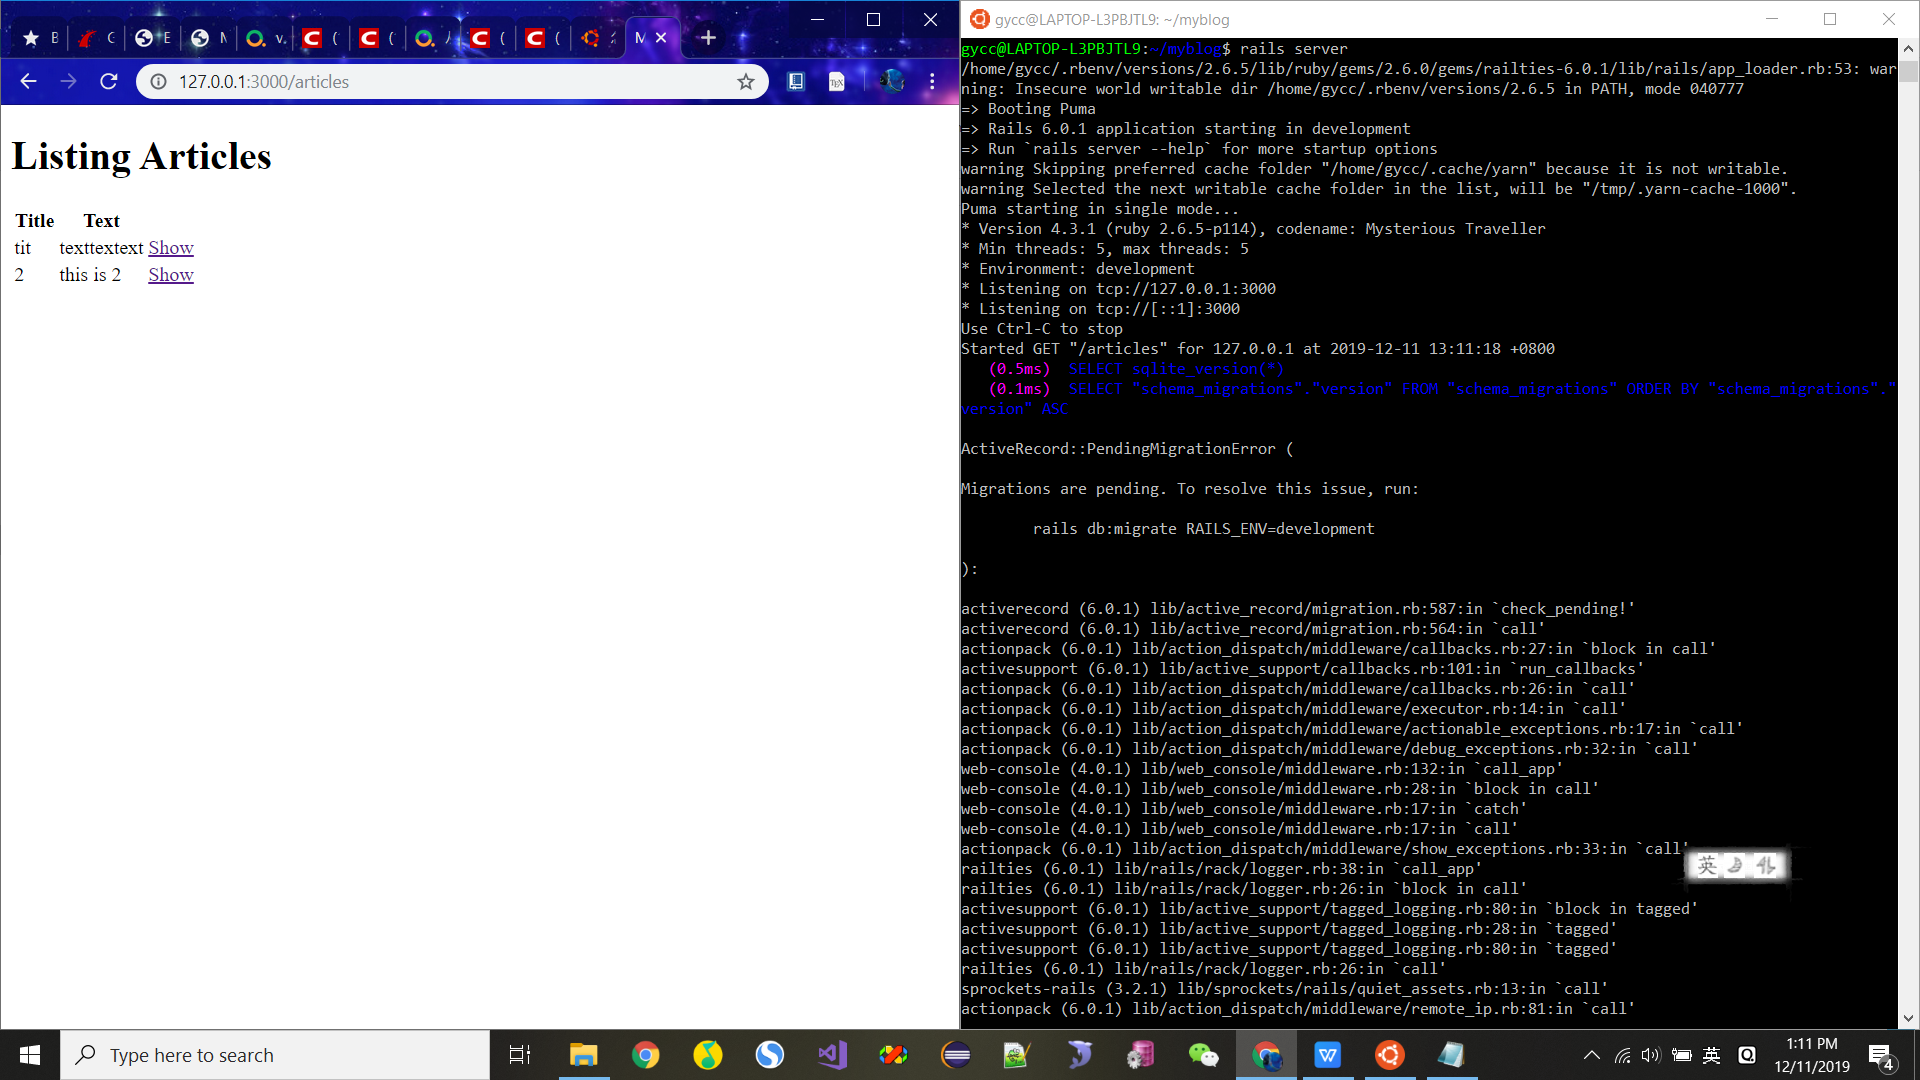 127.0.0.1:3000/articles
Listing Articles
Title Text
tit texttextext Show
2 this is 2 Show
gycc@LAPTOP-L3PBJTL9: ~/myblog
gycc@LAPTOP-L3PBJTL9:~/myblog$ rails server
/home/gycc/.rbenv/versions/2.6.5/lib/ruby/gems/2.6.0/gems/railties-6.0.1/lib/rails/app_loader.rb:53: war
ning: Insecure world writable dir /home/gycc/.rbenv/versions/2.6.5 in PATH, mode 040777
=> Booting Puma
=> Rails 6.0.1 application starting in development
=> Run `rails server --help` for more startup options
warning Skipping preferred cache folder "/home/gycc/.cache/yarn" because it is not writable.
warning Selected the next writable cache folder in the list, will be "/tmp/.yarn-cache-1000".
Puma starting in single mode...
* Version 4.3.1 (ruby 2.6.5-p114), codename: Mysterious Traveller
* Min threads: 5, max threads: 5
* Environment: development
* Listening on tcp://127.0.0.1:3000
* Listening on tcp://[::1]:3000
Use Ctrl-C to stop
Started GET "/articles" for 127.0.0.1 at 2019-12-11 13:11:18 +0800
(0.5ms) SELECT sqlite_version(*)
(0.1ms) SELECT "schema_migrations"."version" FROM "schema_migrations" ORDER BY "schema_migrations"."
version" ASC
ActiveRecord::PendingMigrationError (
Migrations are pending. To resolve this issue, run:
rails db:migrate RAILS_ENV=development
):
activerecord (6.0.1) lib/active_record/migration.rb:587:in `check_pending!'
activerecord (6.0.1) lib/active_record/migration.rb:564:in `call'
actionpack (6.0.1) lib/action_dispatch/middleware/callbacks.rb:27:in `block in call'
activesupport (6.0.1) lib/active_support/callbacks.rb:101:in `run_callbacks'
actionpack (6.0.1) lib/action_dispatch/middleware/callbacks.rb:26:in `call'
actionpack (6.0.1) lib/action_dispatch/middleware/executor.rb:14:in `call'
actionpack (6.0.1) lib/action_dispatch/middleware/actionable_exceptions.rb:17:in `call'
actionpack (6.0.1) lib/action_dispatch/middleware/debug_exceptions.rb:32:in `call'
web-console (4.0.1) lib/web_console/middleware.rb:132:in `call_app'
web-console (4.0.1) lib/web_console/middleware.rb:28:in `block in call'
web-console (4.0.1) lib/web_console/middleware.rb:17:in `catch'
web-console (4.0.1) lib/web_console/middleware.rb:17:in `call'
actionpack (6.0.1) lib/action_dispatch/middleware/show_exceptions.rb:33:in `call'
railties (6.0.1) lib/rails/rack/logger.rb:38:in `call_app'
railties (6.0.1) lib/rails/rack/logger.rb:26:in `block in call'
activesupport (6.0.1) lib/active_support/tagged_logging.rb:80:in `block in tagged'
activesupport (6.0.1) lib/active_support/tagged_logging.rb:28:in `tagged'
activesupport (6.0.1) lib/active_support/tagged_logging.rb:80:in `tagged'
railties (6.0.1) lib/rails/rack/logger.rb:26:in `call'
sprockets-rails (3.2.1) lib/sprockets/rails/quiet_assets.rb:13:in `call'
actionpack (6.0.1) lib/action_dispatch/middleware/remote_ip.rb:81:in `call'
英
Type here to search
英
1:11 PM
12/11/2019
4